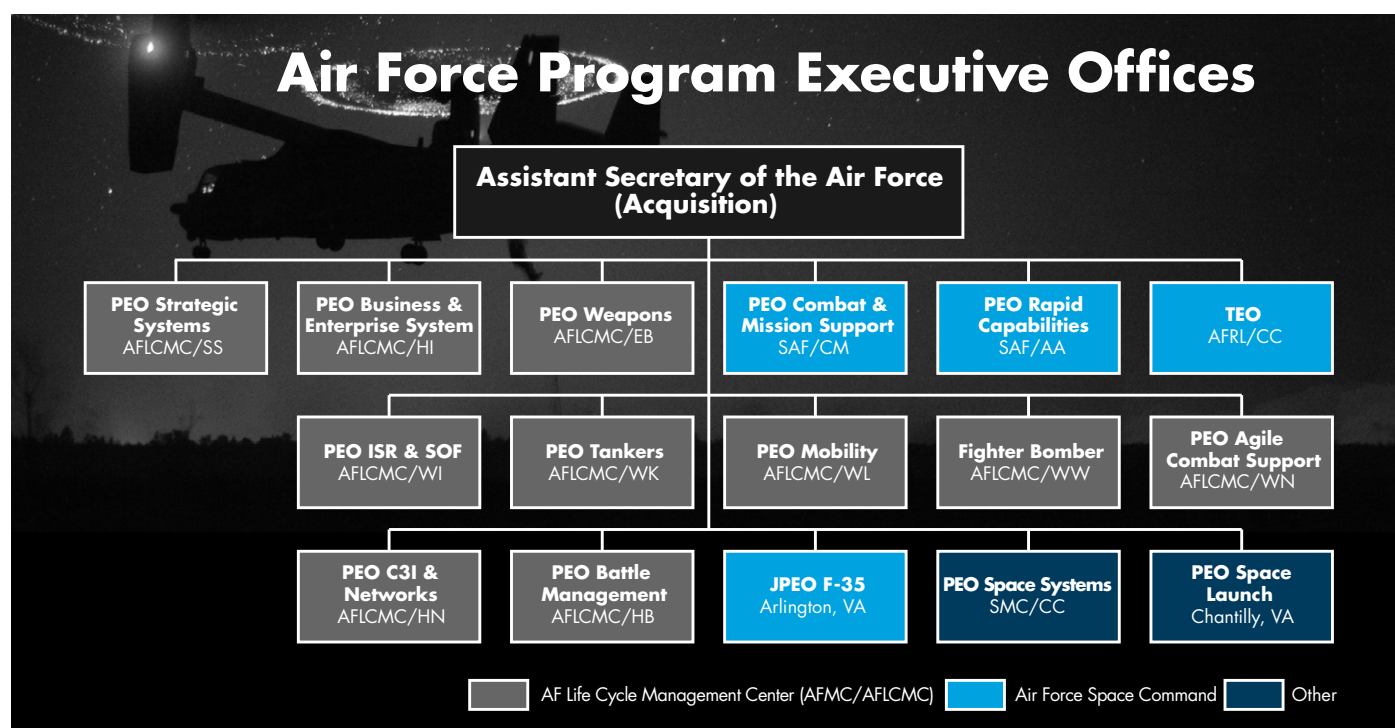 Air Force Program Executive Offices
Assistant Secretary of the Air Force
(Acquisition)
PEO Strategic
Systems
AFLCMC/SS
PEO Business &
Enterprise System
AFLCMC/HI
PEO Weapons
AFLCMC/EB
PEO Combat &
Mission Support
SAF/CM
PEO Rapid
Capabilities
SAF/AA
TEO
AFRL/CC
PEO ISR & SOF
AFLCMC/WI
PEO Tankers
AFLCMC/WK
PEO Mobility
AFLCMC/WL
Fighter Bomber
AFLCMC/WW
PEO Agile
Combat Support
AFLCMC/WN
PEO C3I &
Networks
AFLCMC/HN
PEO Battle
Management
AFLCMC/HB
JPEO F-35
Arlington, VA
PEO Space Systems
SMC/CC
PEO Space
Launch
Chantilly, VA
AF Life Cycle Management Center (AFMC/AFLCMC)
Air Force Space Command
Other